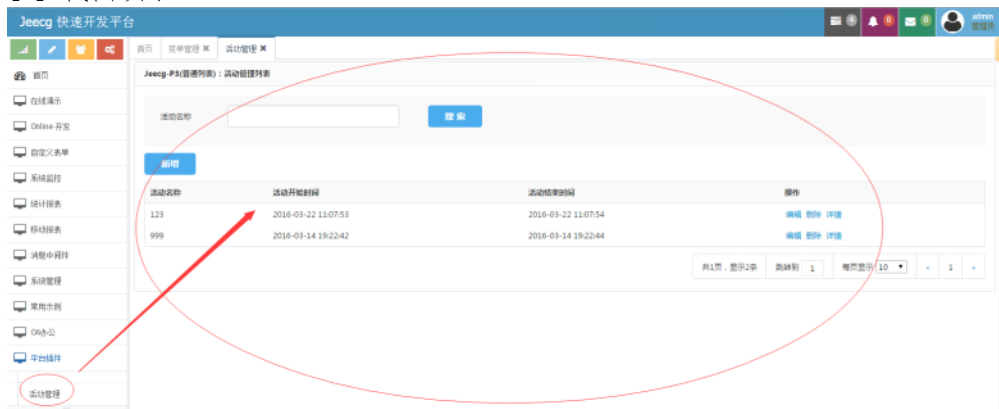 Jeecg 快速开发平台
4
0
0
admin
管理员
首页 菜单管理 ✖ 活动管理 ✖
首页
Jeecg-P3(普通列表)：活动管理列表
在线演示
Online 开发
自定义表单
系统监控
统计报表
移动报表
消息中间件
系统管理
常用示例
OA办公
平台插件
活动管理
活动名称
搜 索
新增
活动名称 活动开始时间 活动结束时间 操作
123 2016-03-22 11:07:53 2016-03-22 11:07:54 编辑 删除 详情
999 2016-03-14 19:22:42 2016-03-14 19:22:44 编辑 删除 详情
共1页，显示2条 跳转到 1 每页显示 10 « 1 »